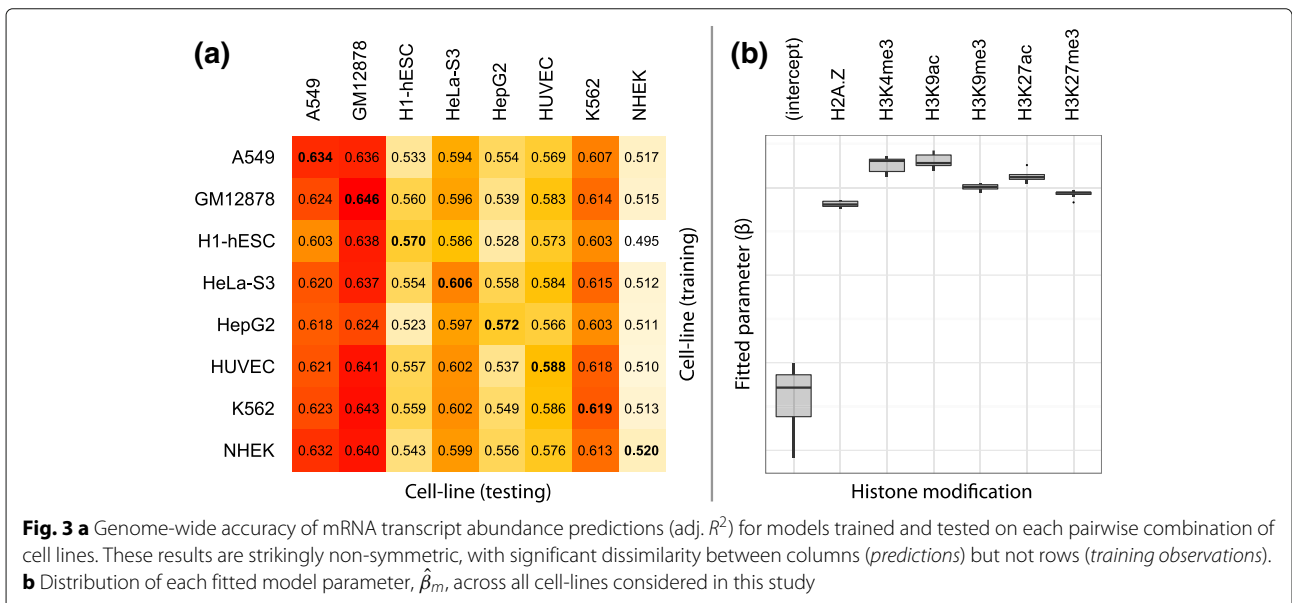 (a)
A549 GM12878 H1-hESC HeLa-S3 HepG2 HUVEC K562 NHEK
A549 0.634 0.636 0.533 0.594 0.554 0.569 0.607 0.517
GM12878 0.624 0.646 0.560 0.596 0.539 0.583 0.614 0.515
H1-hESC 0.603 0.638 0.570 0.586 0.528 0.573 0.603 0.495
HeLa-S3 0.620 0.637 0.554 0.606 0.558 0.584 0.615 0.512
HepG2 0.618 0.624 0.523 0.597 0.572 0.566 0.603 0.511
HUVEC 0.621 0.641 0.557 0.602 0.537 0.588 0.618 0.510
K562 0.623 0.643 0.559 0.602 0.549 0.586 0.619 0.513
NHEK 0.632 0.640 0.543 0.599 0.556 0.576 0.613 0.520
Cell-line (testing)
Cell-line (training)
(b)
(intercept) H2A.Z H3K4me3 H3K9ac H3K9me3 H3K27ac H3K27me3
Fitted parameter (β)
Histone modification
Fig. 3 a Genome-wide accuracy of mRNA transcript abundance predictions (adj. R²) for models trained and tested on each pairwise combination of
cell lines. These results are strikingly non-symmetric, with significant dissimilarity between columns (predictions) but not rows (training observations).
b Distribution of each fitted model parameter, β̂ₘ, across all cell-lines considered in this study